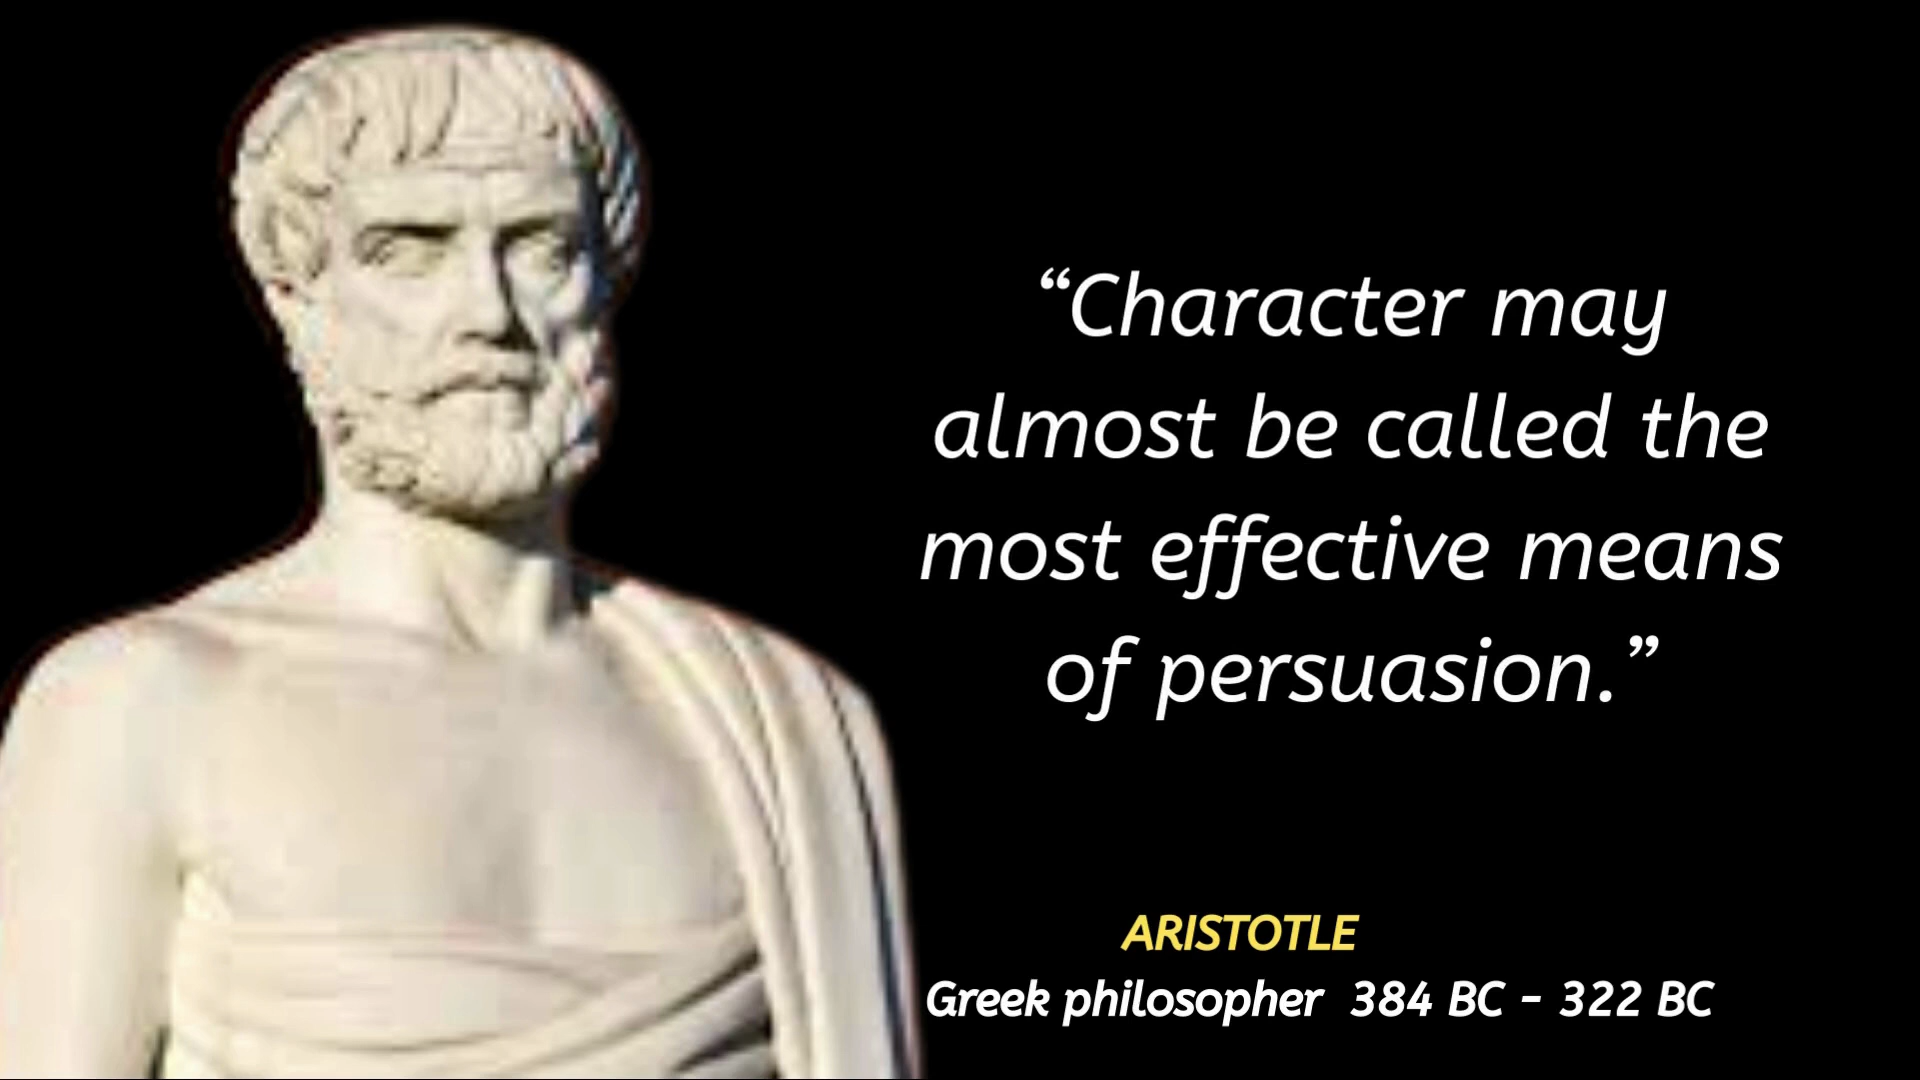 “Character may
almost be called the
most effective means
of persuasion.”
ARISTOTLE
Greek philosopher 384 BC - 322 BC